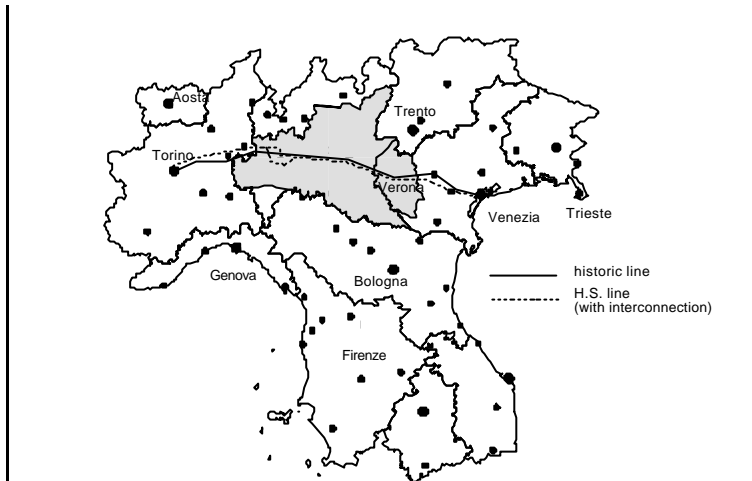 Aosta
Trento
Torino
Verona
Venezia
Trieste
Genova
Bologna
historic line
H.S. line
(with interconnection)
Firenze